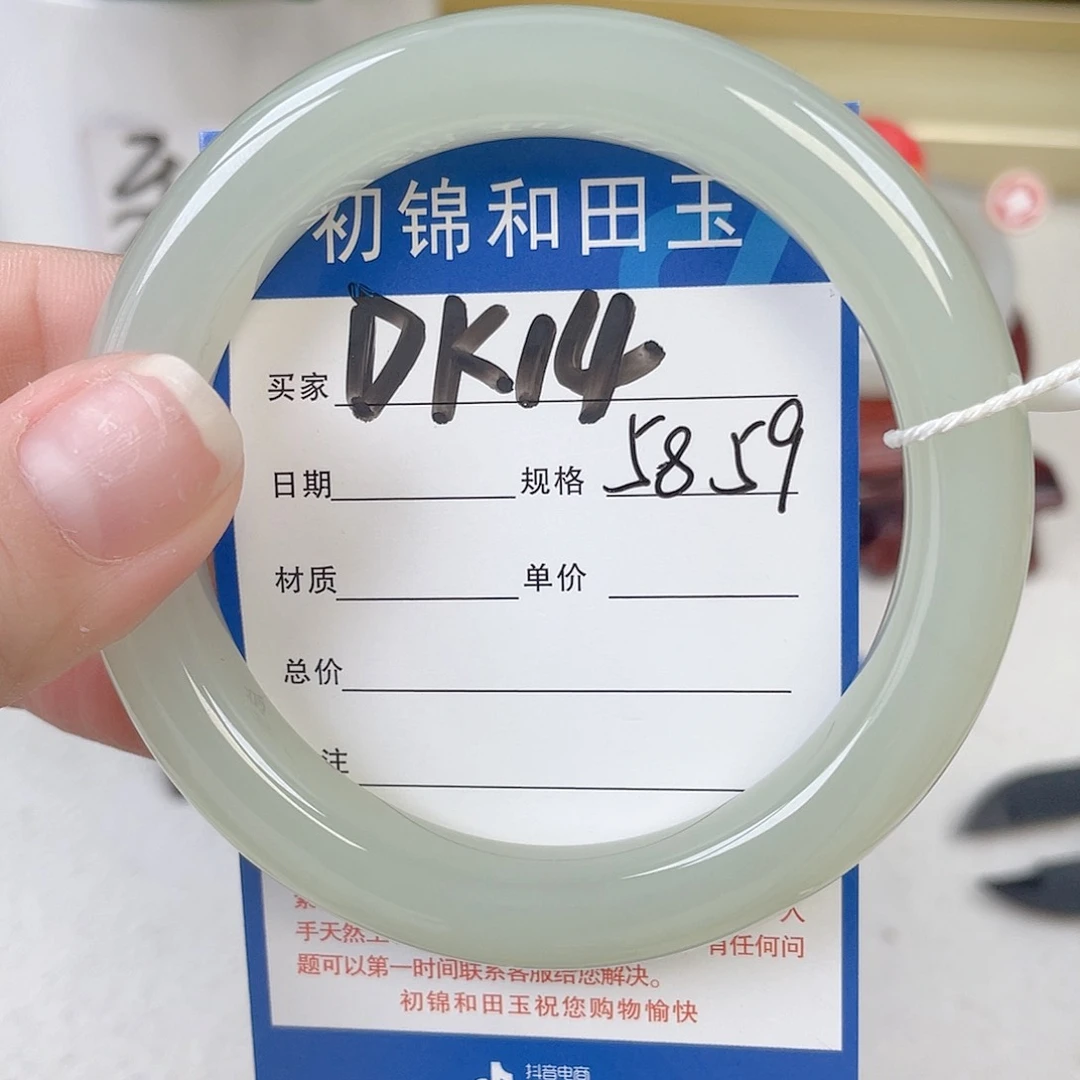 初锦和田玉
买家 DK14
日期 规格 58.59
材质 单价
总价
注
人
手天然
有任何问
题可以第一时间联系客服给您解决。
初锦和田玉祝您购物愉快
抖音电商